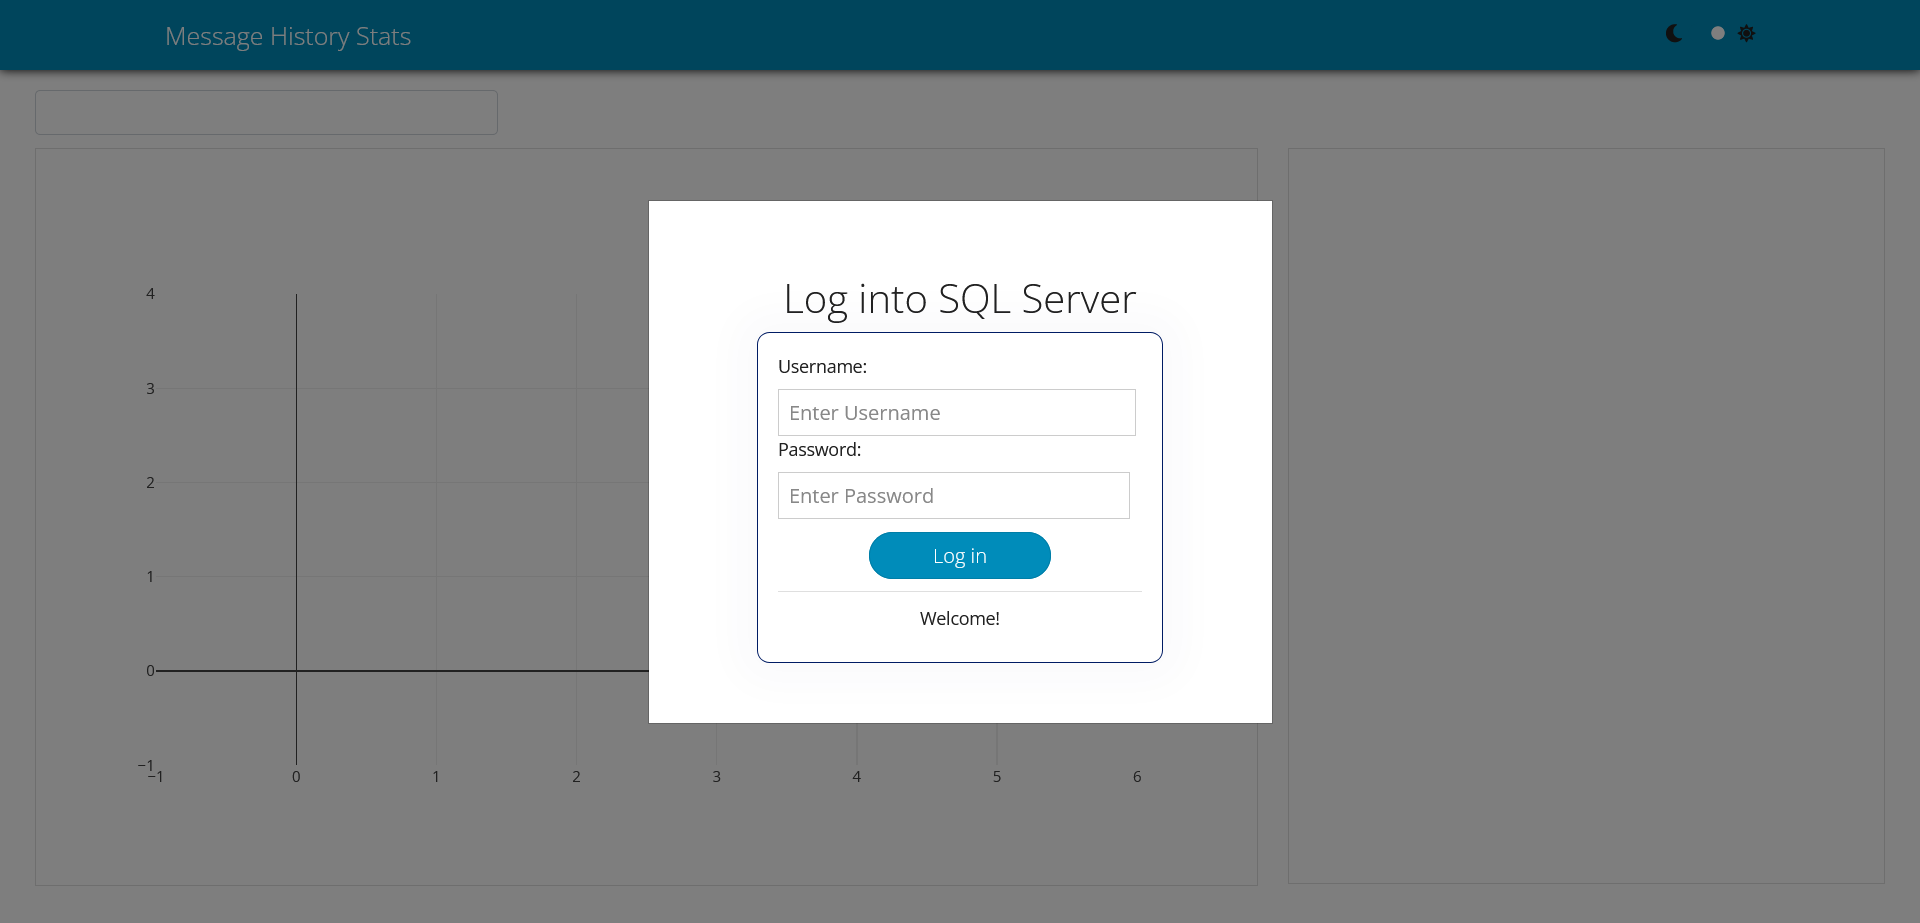 Message History Stats
Log into SQL Server
Username:
Enter Username
Password:
Enter Password
Log in
Welcome!
4
3
2
1
0
−1
−1 0 1 2 3 4 5 6